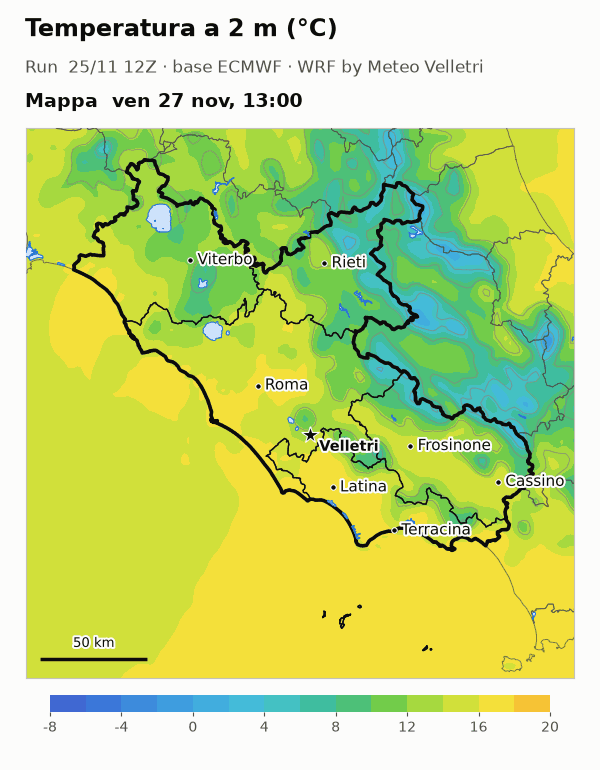 Temperatura a 2 m (°C)
Run  25/11 12Z · base ECMWF · WRF by Meteo Velletri
Mappa  ven 27 nov, 13:00
Viterbo
Rieti
Roma
Velletri
Frosinone
Cassino
Latina
Terracina
50 km
-8 -4 0 4 8 12 16 20